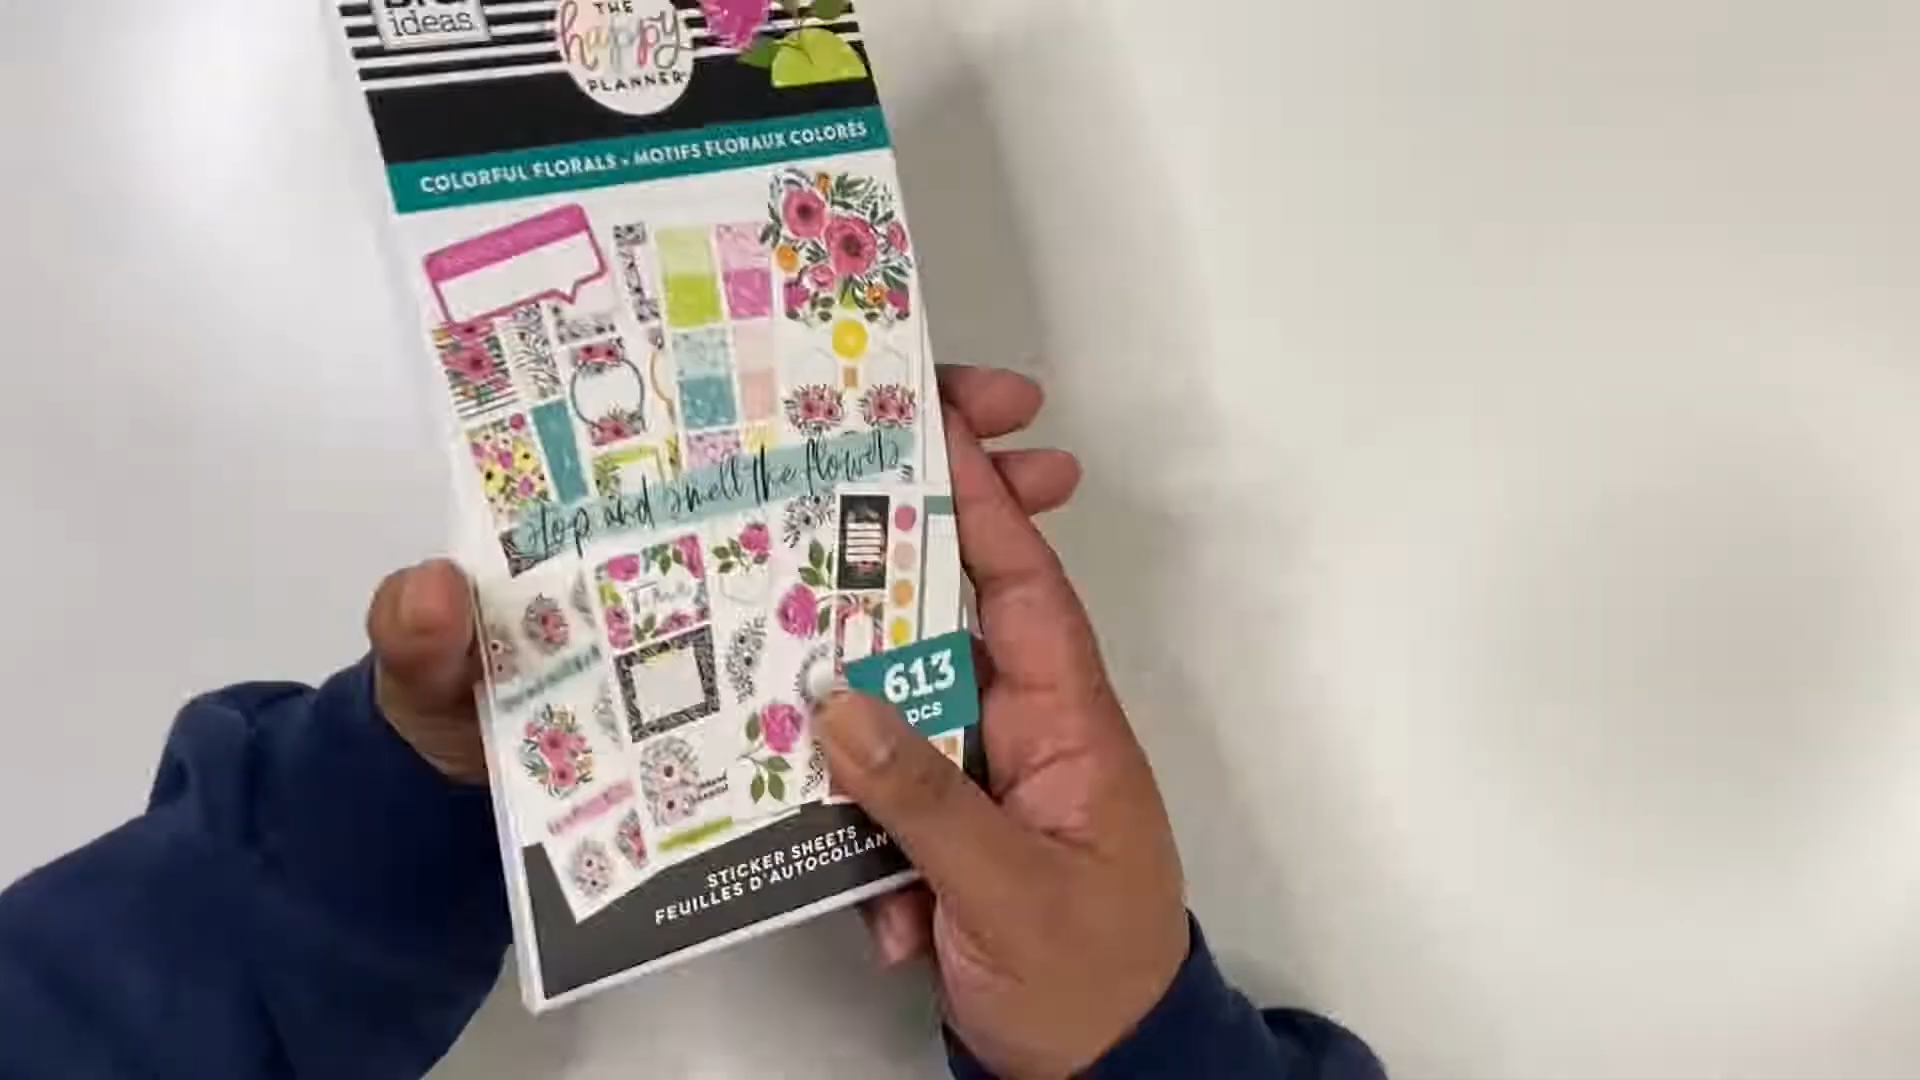 ideas.
THE
happy
PLANNER
COLORFUL FLORALS • MOTIFS FLORAUX COLORÉS
Stop and smell the flowers
613
pcs
STICKER SHEETS
FEUILLES D'AUTOCOLLAN